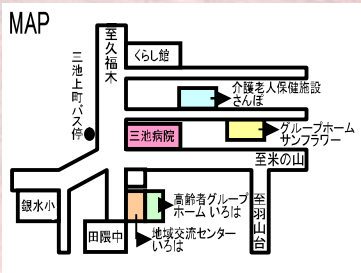 MAP
至久福木
くらし館
三池上町バス停
介護老人保健施設
さんぽ
三池病院
グループホーム
サンフラワー
至米の山
銀水小
田隈中
高齢者グループ
ホーム いろは
地域交流センター
いろは
至羽山台